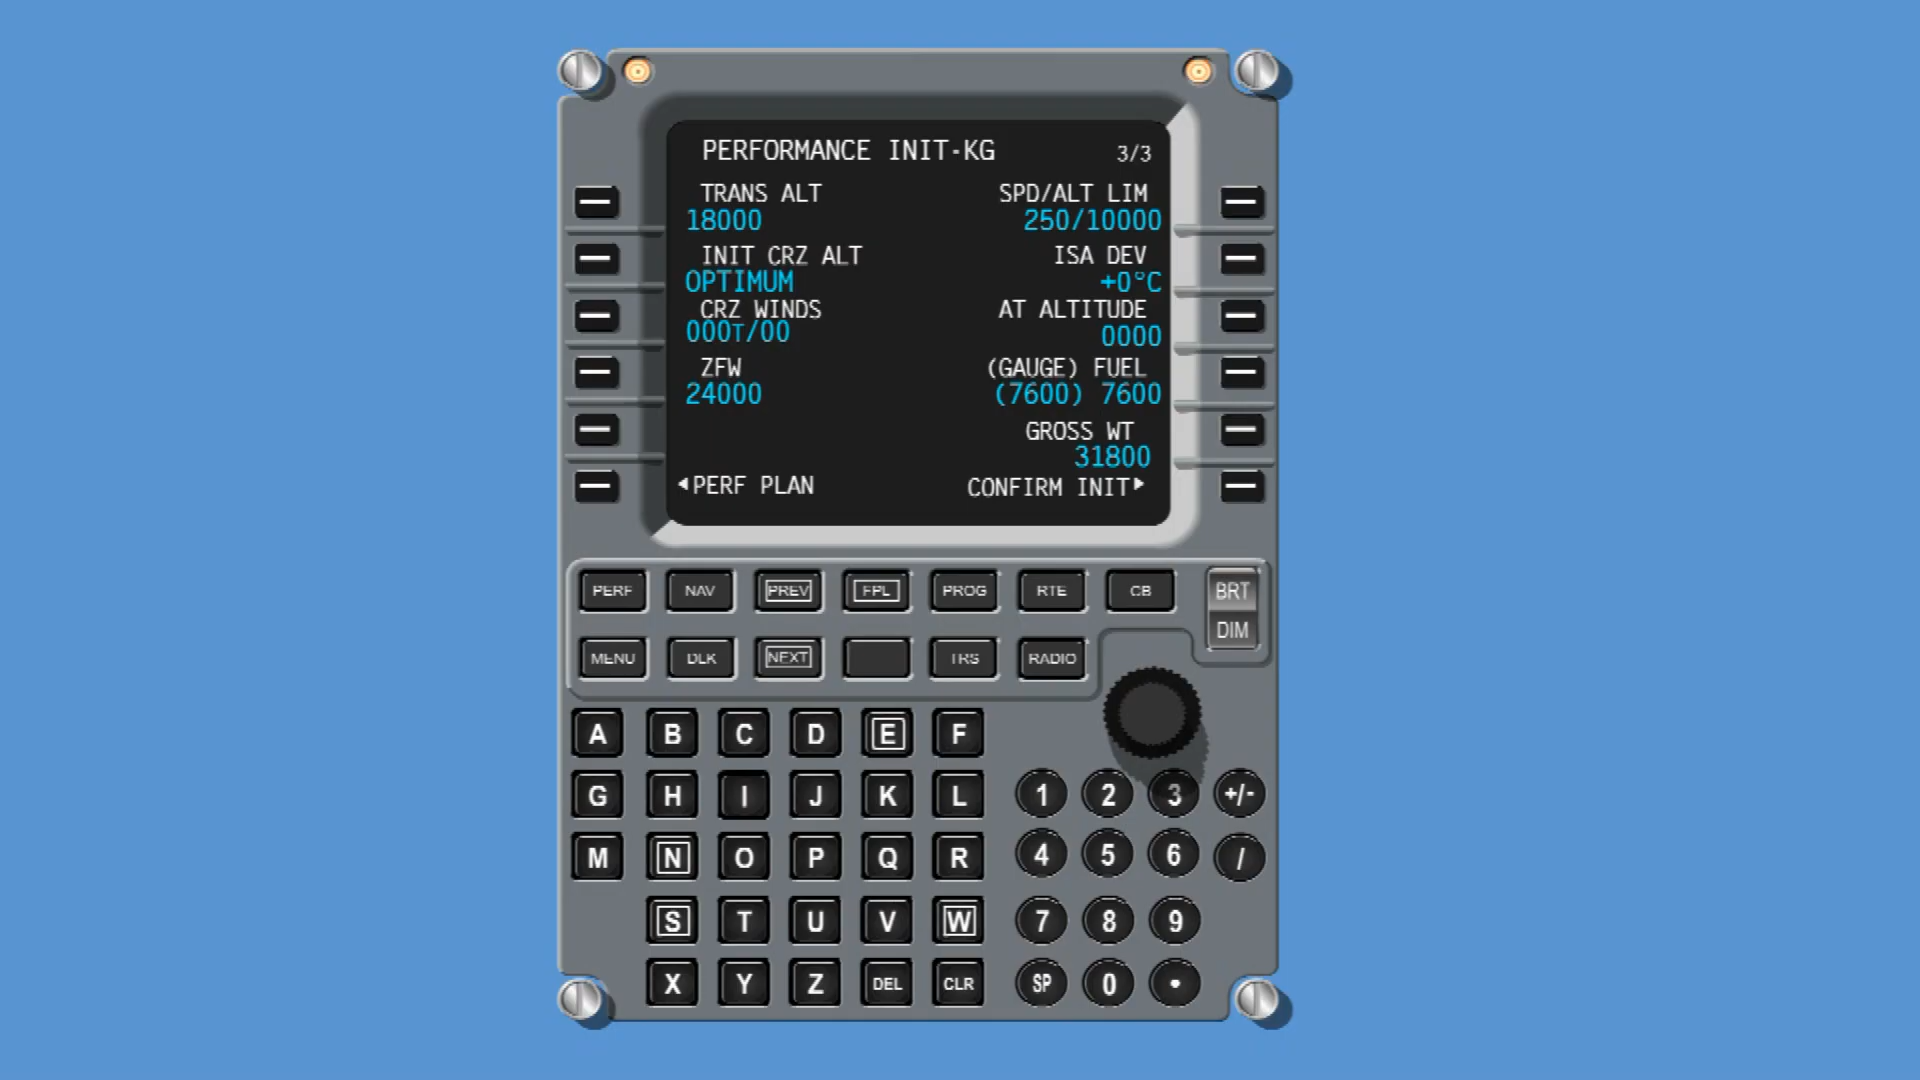 PERFORMANCE INIT-KG 3/3
TRANS ALT SPD/ALT LIM
18000 250/10000
INIT CRZ ALT ISA DEV
OPTIMUM +0°C
CRZ WINDS AT ALTITUDE
000T/00 0000
ZFW (GAUGE) FUEL
24000 (7600) 7600
GROSS WT
31800
◀PERF PLAN CONFIRM INIT▶
PERF NAV PREV FPL PROG RTE CB BRT
DIM
MENU DLK NEXT TRS RADIO
A B C D E F
G H I J K L 1 2 3 +/-
M N O P Q R 4 5 6 /
S T U V W 7 8 9
X Y Z DEL CLR SP 0 •